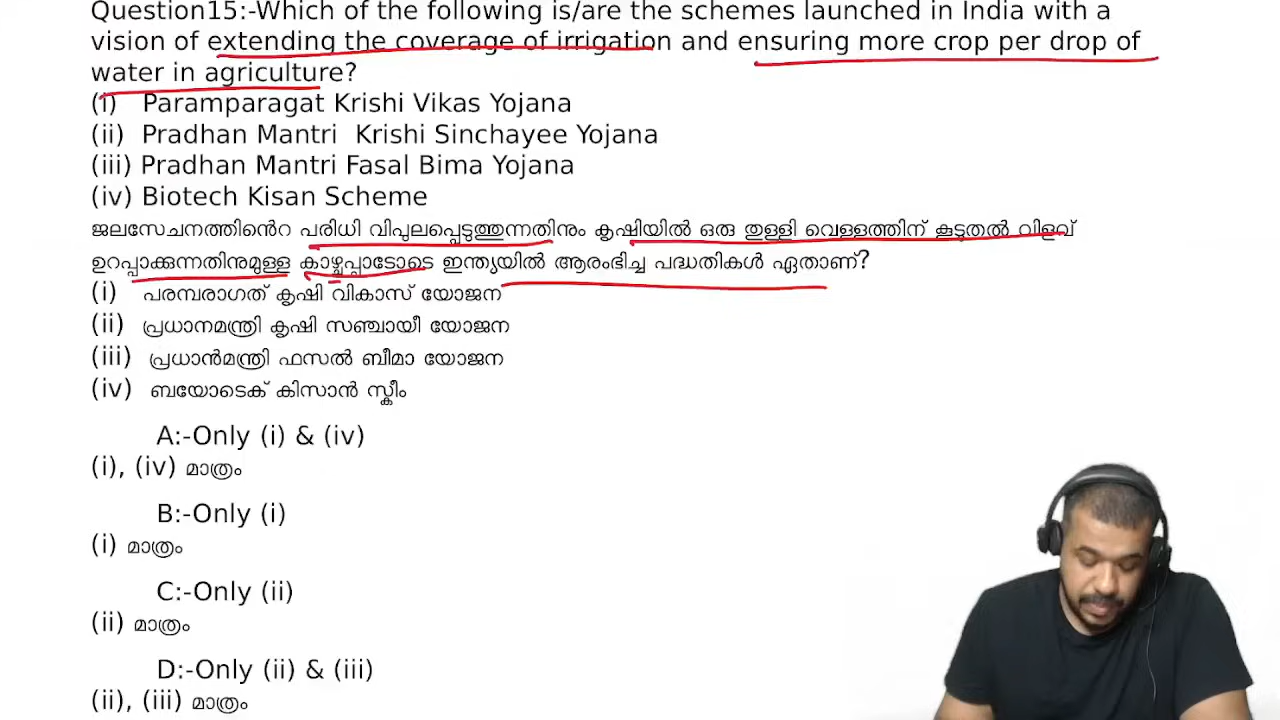 Question15:-Which of the following is/are the schemes launched in India with a
vision of extending the coverage of irrigation and ensuring more crop per drop of
water in agriculture?
(i) Paramparagat Krishi Vikas Yojana
(ii) Pradhan Mantri Krishi Sinchayee Yojana
(iii) Pradhan Mantri Fasal Bima Yojana
(iv) Biotech Kisan Scheme
ജലസേചനത്തിൻെറ പരിധി വിപുലപ്പെടുത്തുന്നതിനും കൃഷിയിൽ ഒരു തുള്ളി വെള്ളത്തിന് കൂടുതൽ വിളവ്
ഉറപ്പാക്കുന്നതിനുമുള്ള കാഴ്ചപ്പാടോടെ ഇന്ത്യയിൽ ആരംഭിച്ച പദ്ധതികൾ ഏതാണ്?
(i) പരമ്പരാഗത് കൃഷി വികാസ് യോജന
(ii) പ്രധാനമന്ത്രി കൃഷി സഞ്ചായീ യോജന
(iii) പ്രധാൻമന്ത്രി ഫസൽ ബീമാ യോജന
(iv) ബയോടെക് കിസാൻ സ്കീം
A:-Only (i) & (iv)
(i), (iv) മാത്രം
B:-Only (i)
(i) മാത്രം
C:-Only (ii)
(ii) മാത്രം
D:-Only (ii) & (iii)
(ii), (iii) മാത്രം